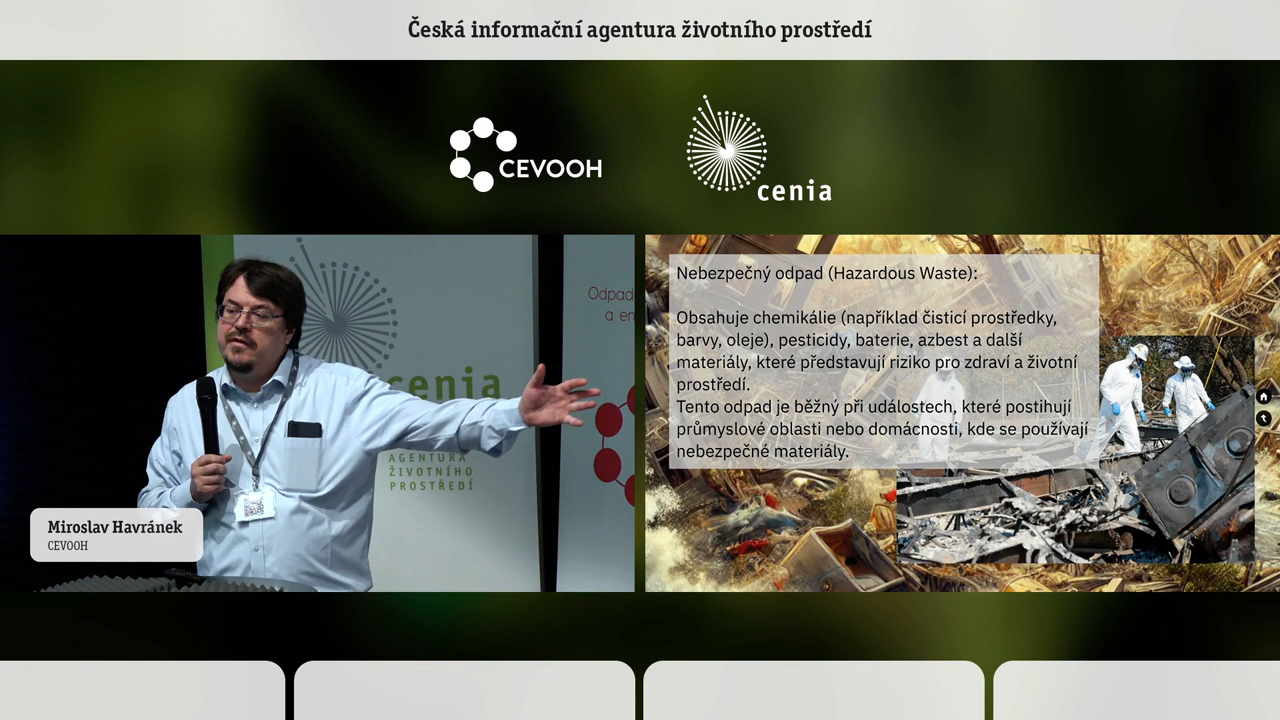 Česká informační agentura životního prostředí
CEVOOH
cenia
Odpad
a en
cenia
AGENTURA
ŽIVOTNÍHO
PROSTŘEDÍ
Miroslav Havránek
CEVOOH
Nebezpečný odpad (Hazardous Waste):
Obsahuje chemikálie (například čisticí prostředky,
barvy, oleje), pesticidy, baterie, azbest a další
materiály, které představují riziko pro zdraví a životní
prostředí.
Tento odpad je běžný při událostech, které postihují
průmyslové oblasti nebo domácnosti, kde se používají
nebezpečné materiály.